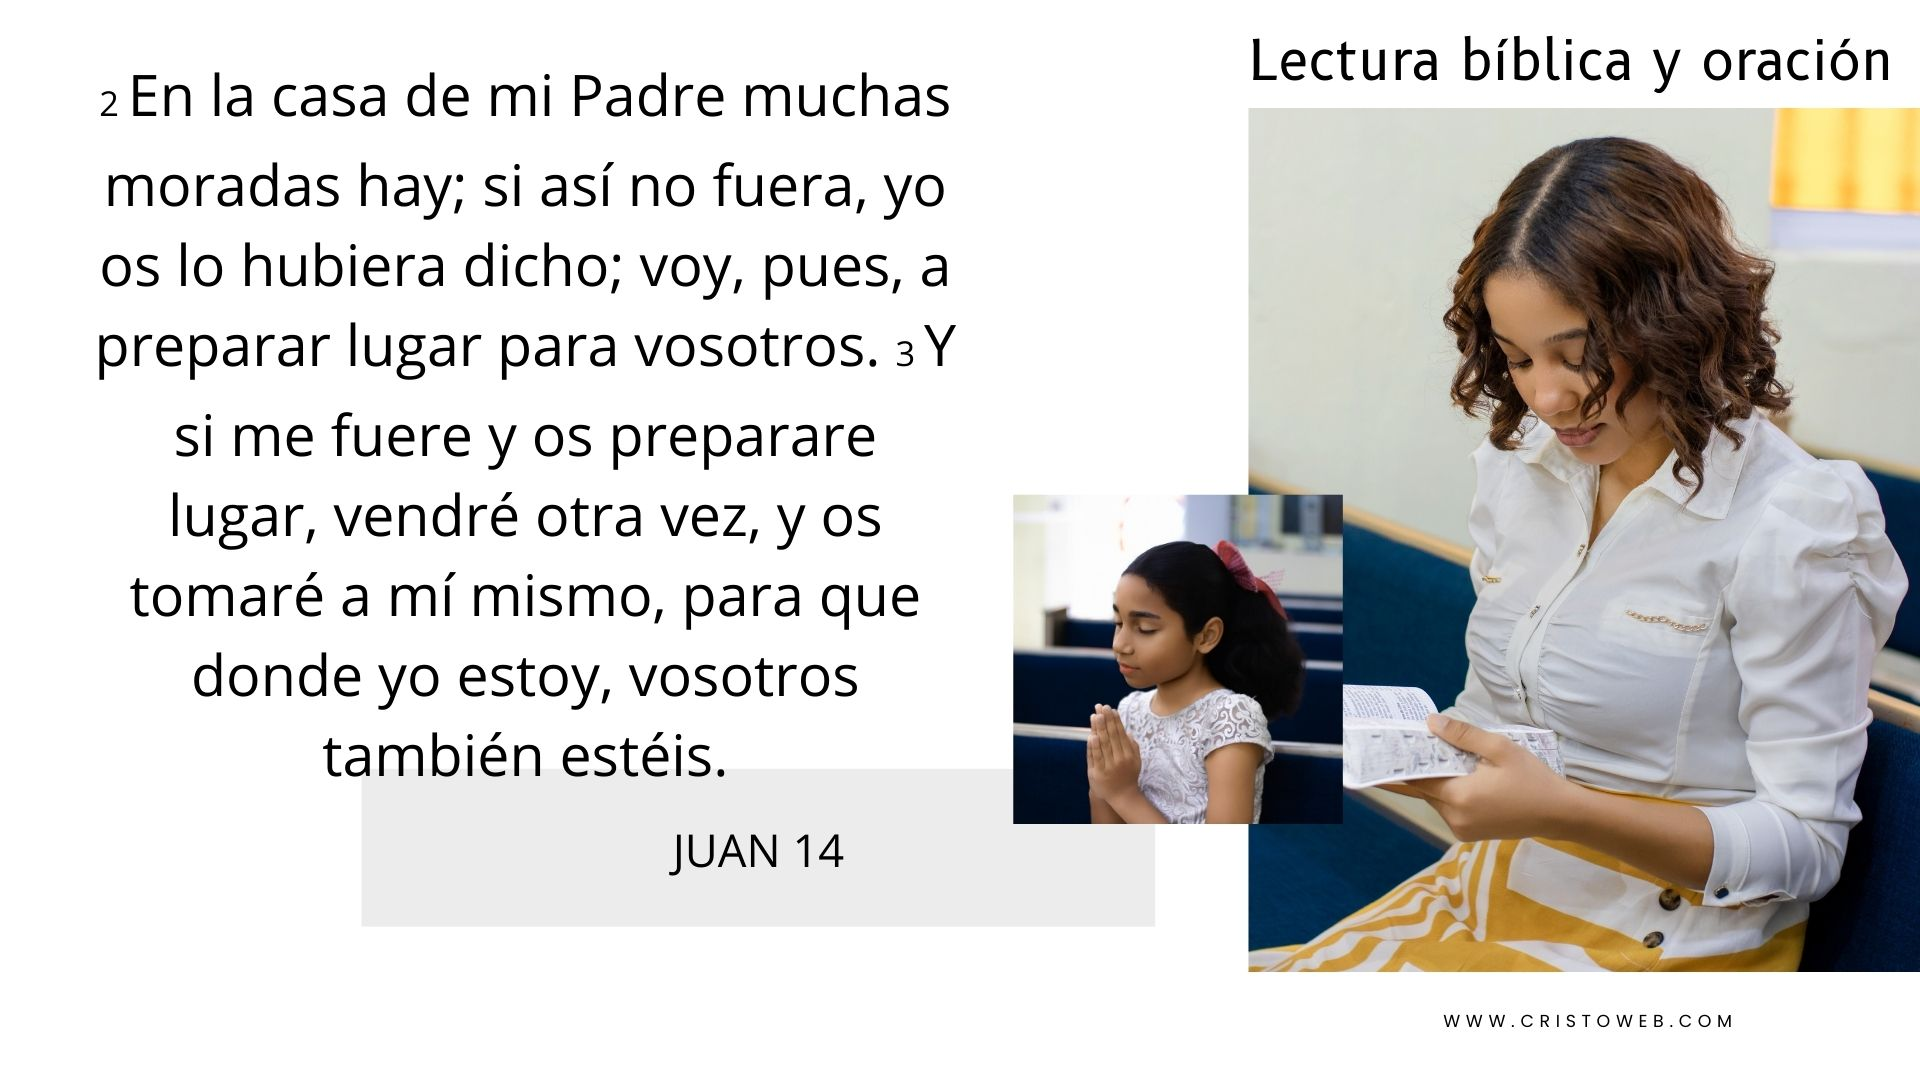 Lectura bíblica y oración
2 En la casa de mi Padre muchas
moradas hay; si así no fuera, yo
os lo hubiera dicho; voy, pues, a
preparar lugar para vosotros. 3 Y
si me fuere y os preparare
lugar, vendré otra vez, y os
tomaré a mí mismo, para que
donde yo estoy, vosotros
también estéis.
JUAN 14
WWW.CRISTOWEB.COM